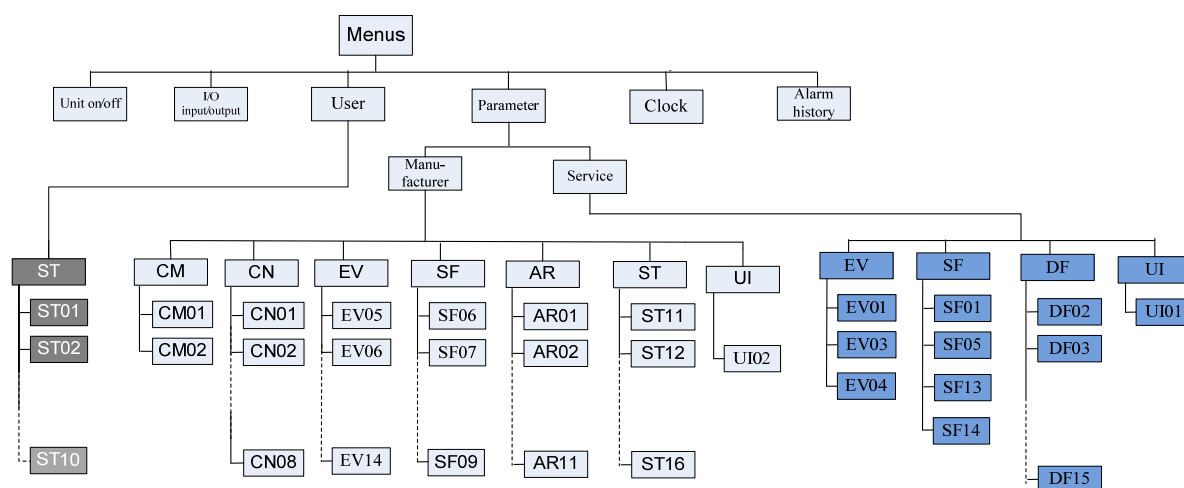 Menus
Unit on/off
I/O
input/output
User
Parameter
Clock
Alarm
history
Manu-
facturer
Service
ST
CM
CN
EV
SF
AR
ST
UI
EV
SF
DF
UI
ST01
CM01
CN01
EV05
SF06
AR01
ST11
EV01
SF01
DF02
UI01
ST02
CM02
CN02
EV06
SF07
AR02
ST12
UI02
EV03
SF05
DF03
EV04
SF13
SF14
ST10
CN08
EV14
SF09
AR11
ST16
DF15